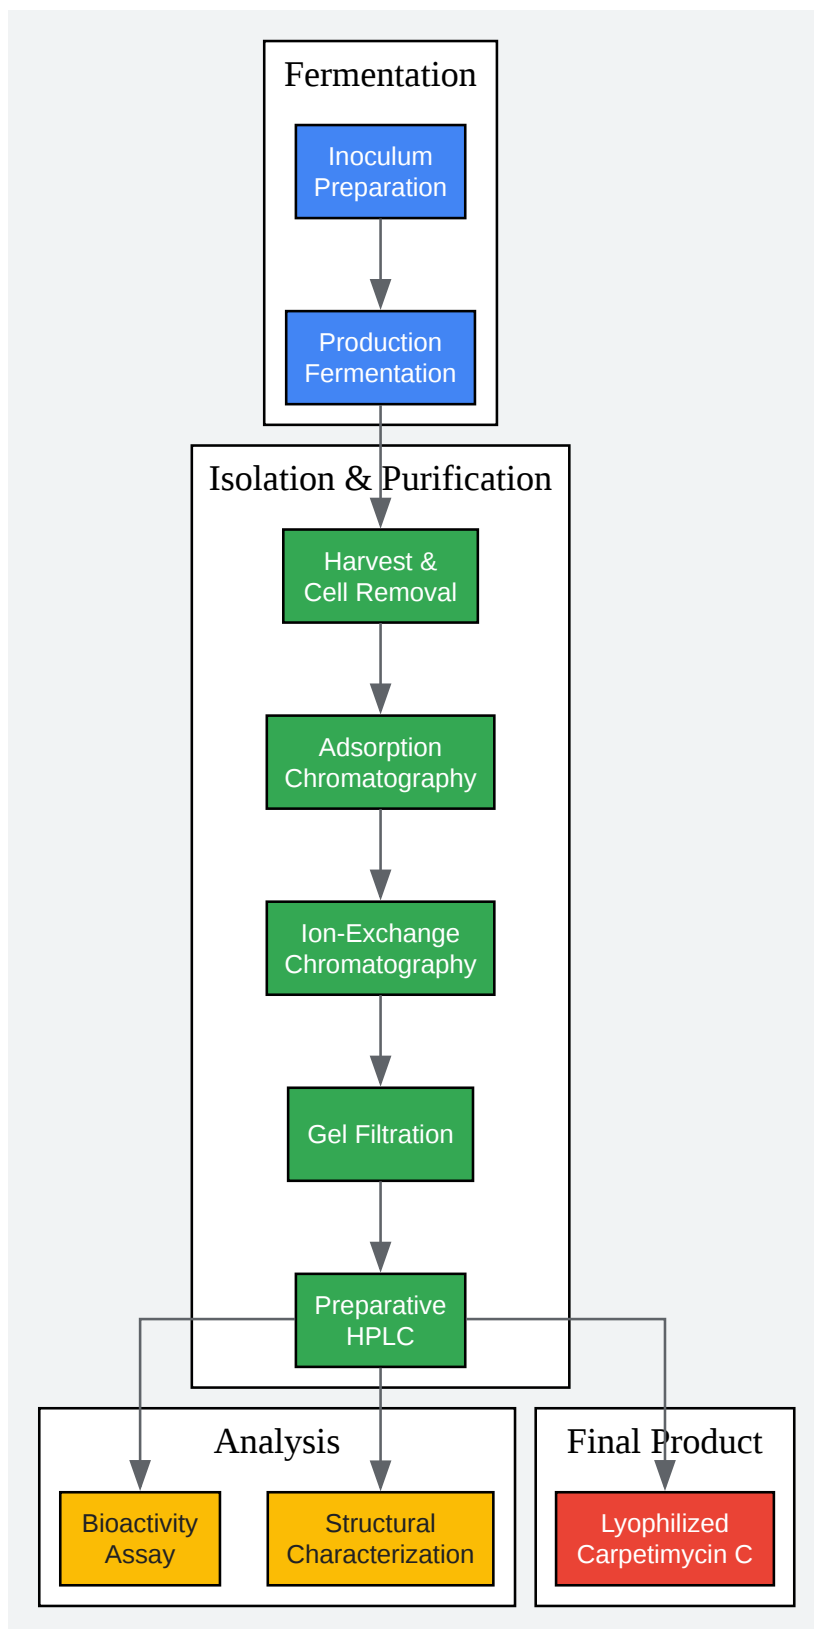 Fermentation
Inoculum
Preparation
Production
Fermentation
Isolation & Purification
Harvest &
Cell Removal
Adsorption
Chromatography
Ion-Exchange
Chromatography
Gel Filtration
Preparative
HPLC
Analysis
Bioactivity
Assay
Structural
Characterization
Final Product
Lyophilized
Carpetimycin C